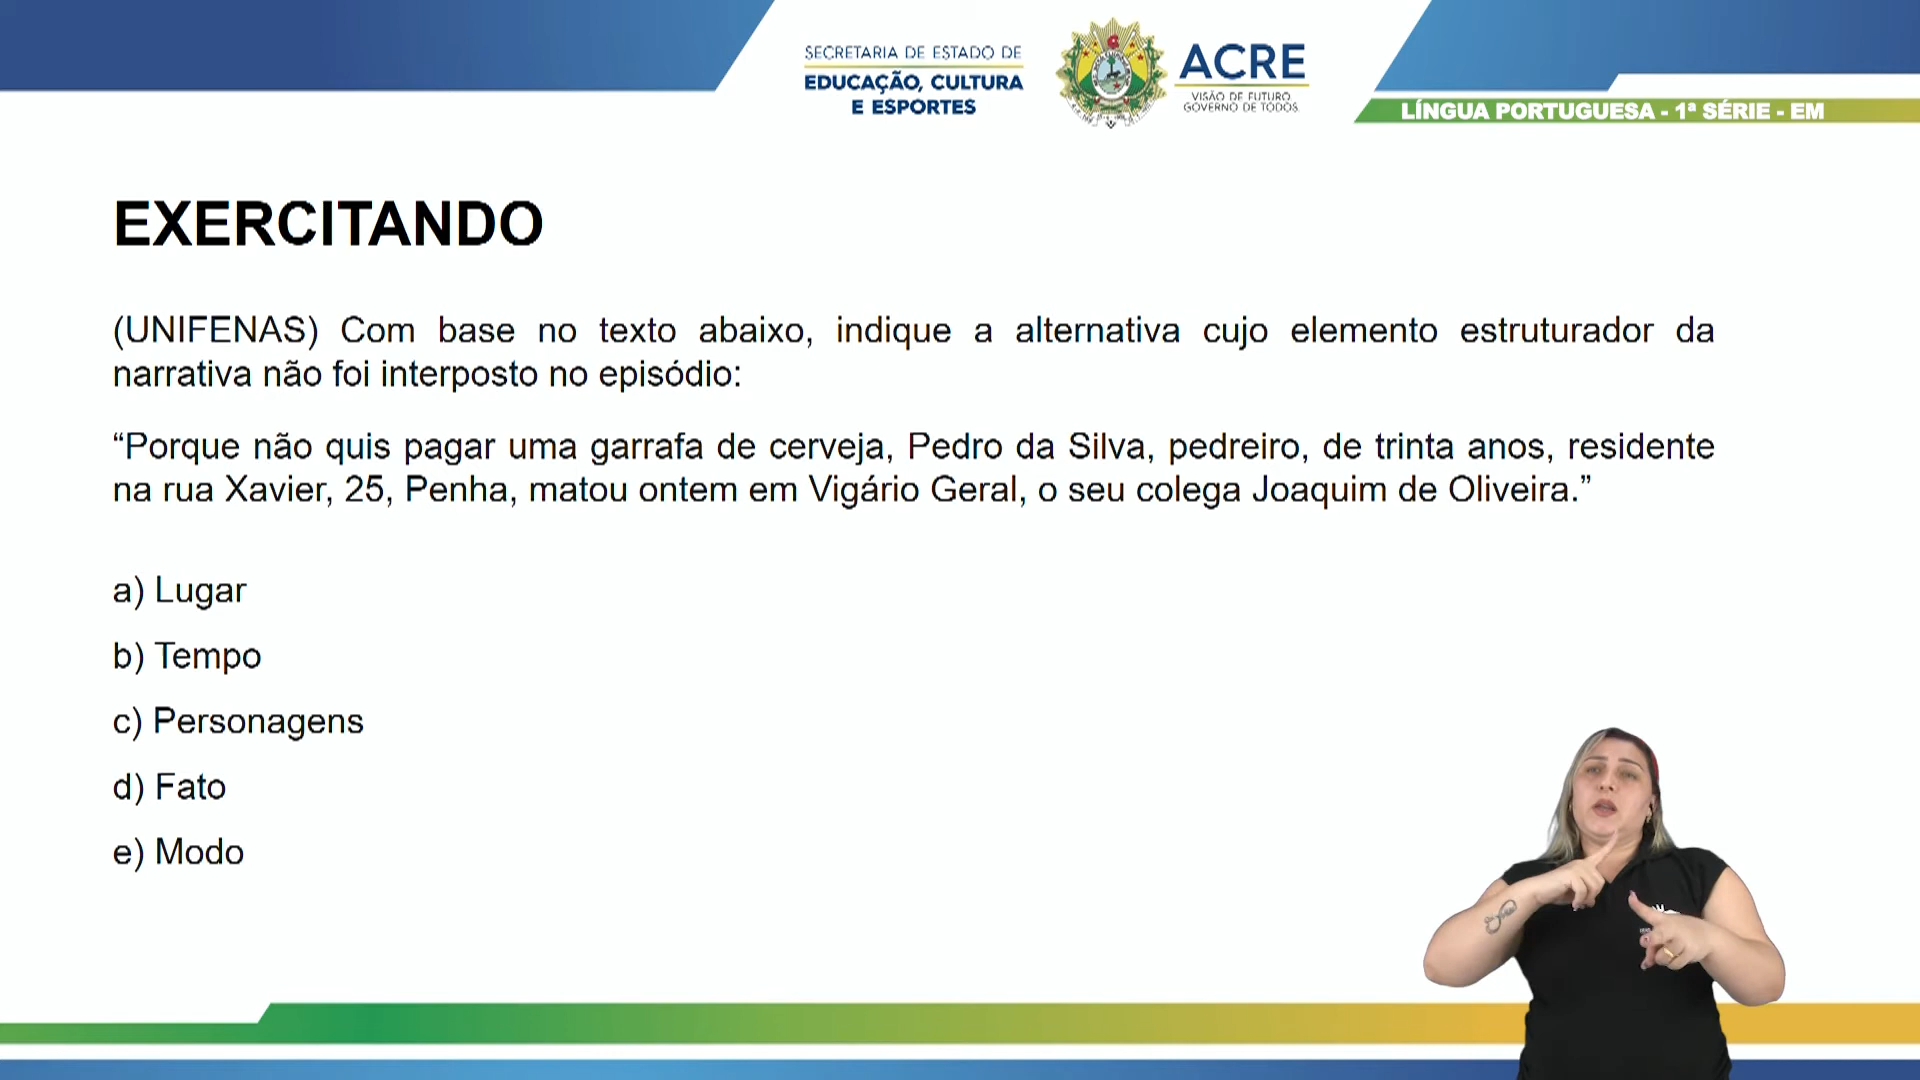 SECRETARIA DE ESTADO DE
EDUCAÇÃO, CULTURA
E ESPORTES
ACRE
VISÃO DE FUTURO
GOVERNO DE TODOS
LÍNGUA PORTUGUESA - 1ª SÉRIE - EM
EXERCITANDO
(UNIFENAS) Com base no texto abaixo, indique a alternativa cujo elemento estruturador da
narrativa não foi interposto no episódio:
“Porque não quis pagar uma garrafa de cerveja, Pedro da Silva, pedreiro, de trinta anos, residente
na rua Xavier, 25, Penha, matou ontem em Vigário Geral, o seu colega Joaquim de Oliveira.”
a) Lugar
b) Tempo
c) Personagens
d) Fato
e) Modo